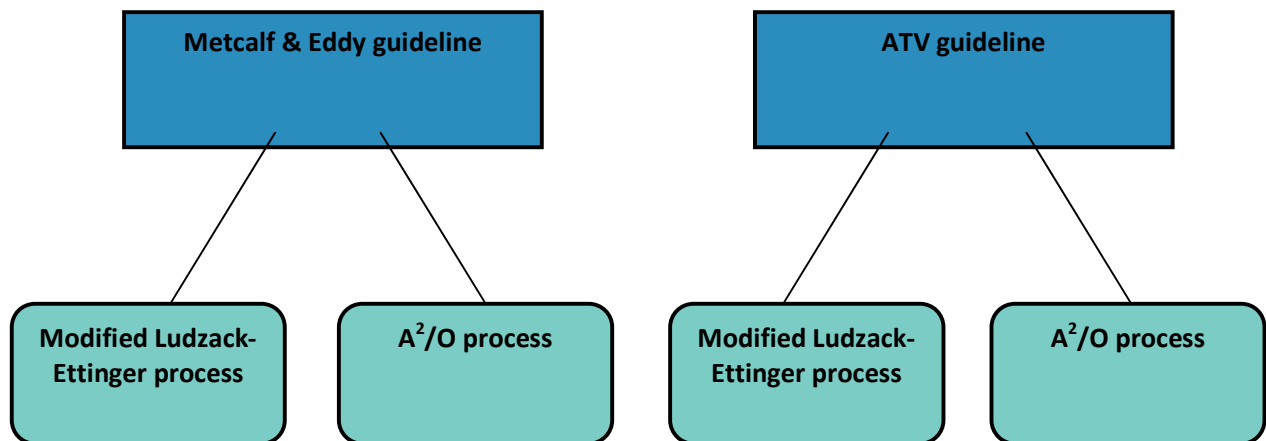 Metcalf & Eddy guideline
ATV guideline
Modified Ludzack-
Ettinger process
A²/O process
Modified Ludzack-
Ettinger process
A²/O process